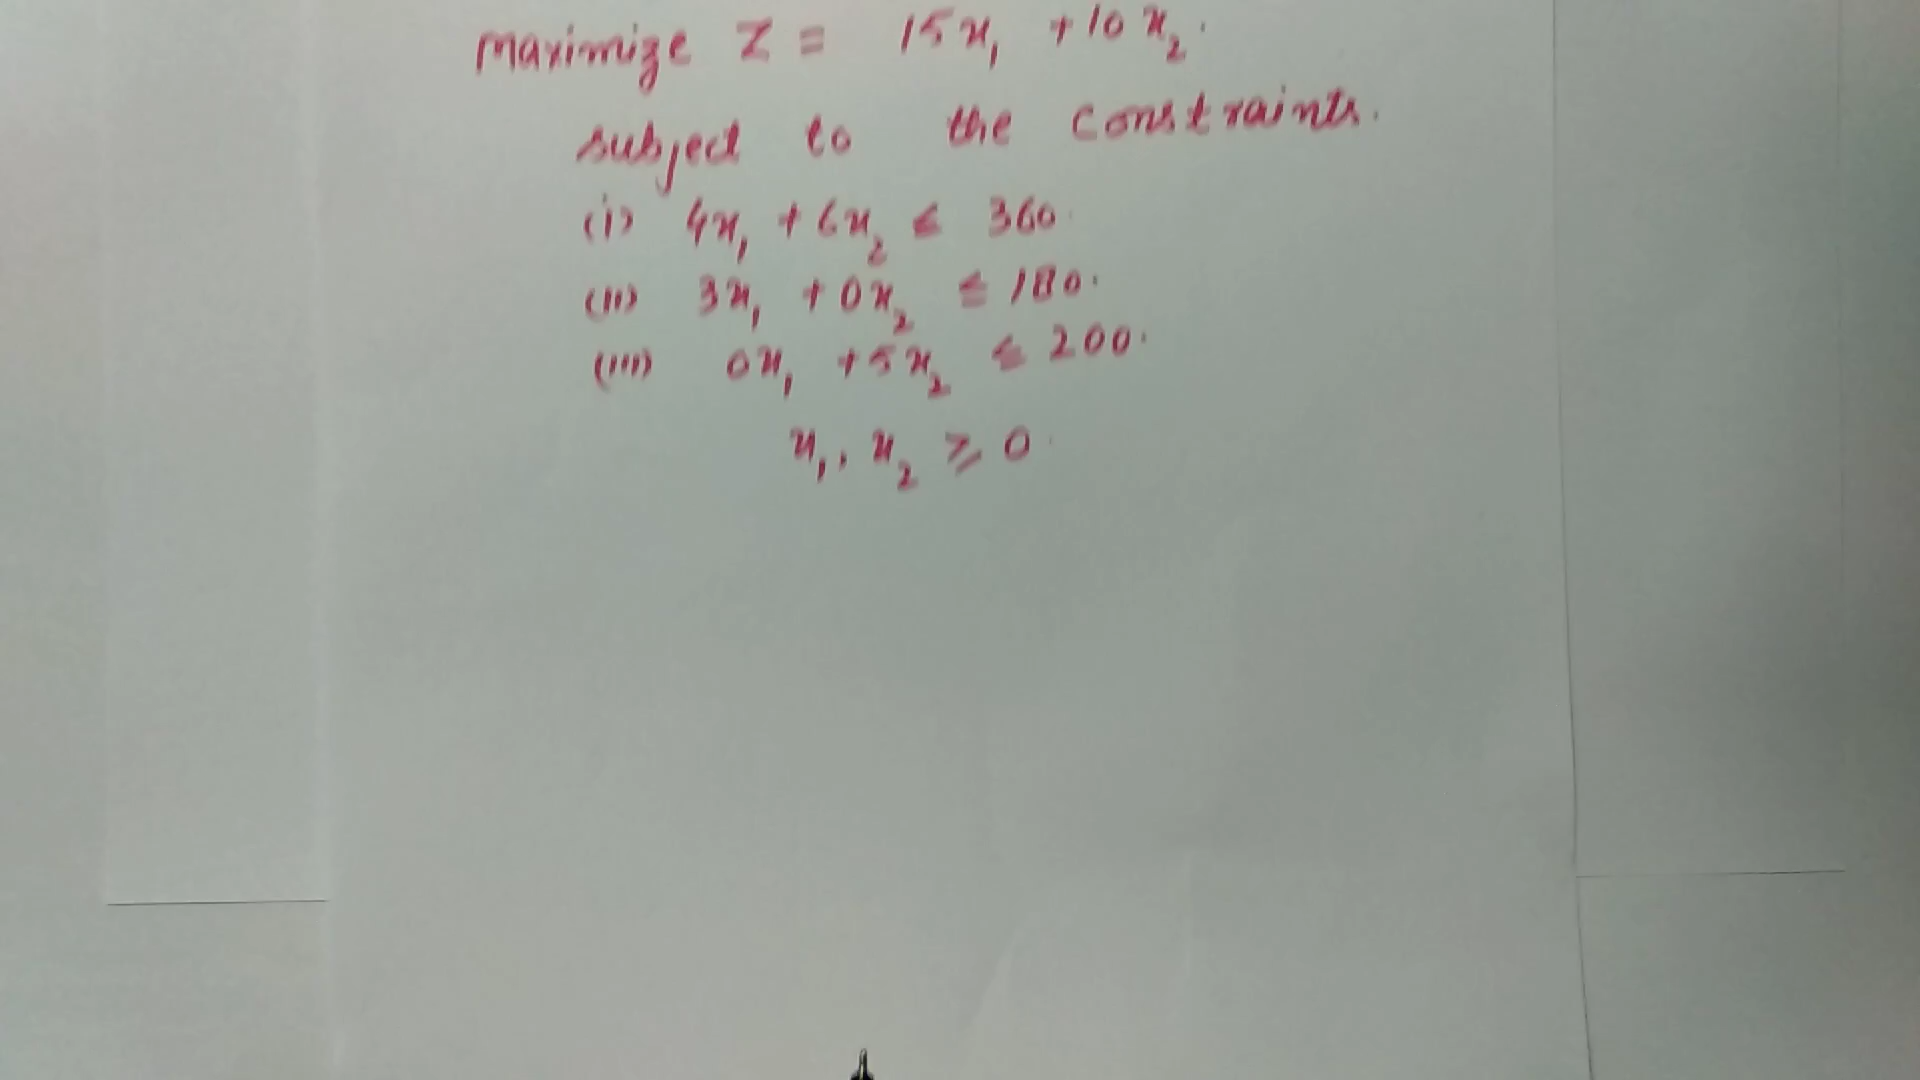 Maximize Z = 15x₁ + 10x₂.
subject to the constraints.
(i) 4x₁ + 6x₂ ≤ 360.
(ii) 3x₁ + 0x₂ ≤ 180.
(iii) 0x₁ + 5x₂ ≤ 200.
x₁, x₂ ≥ 0.